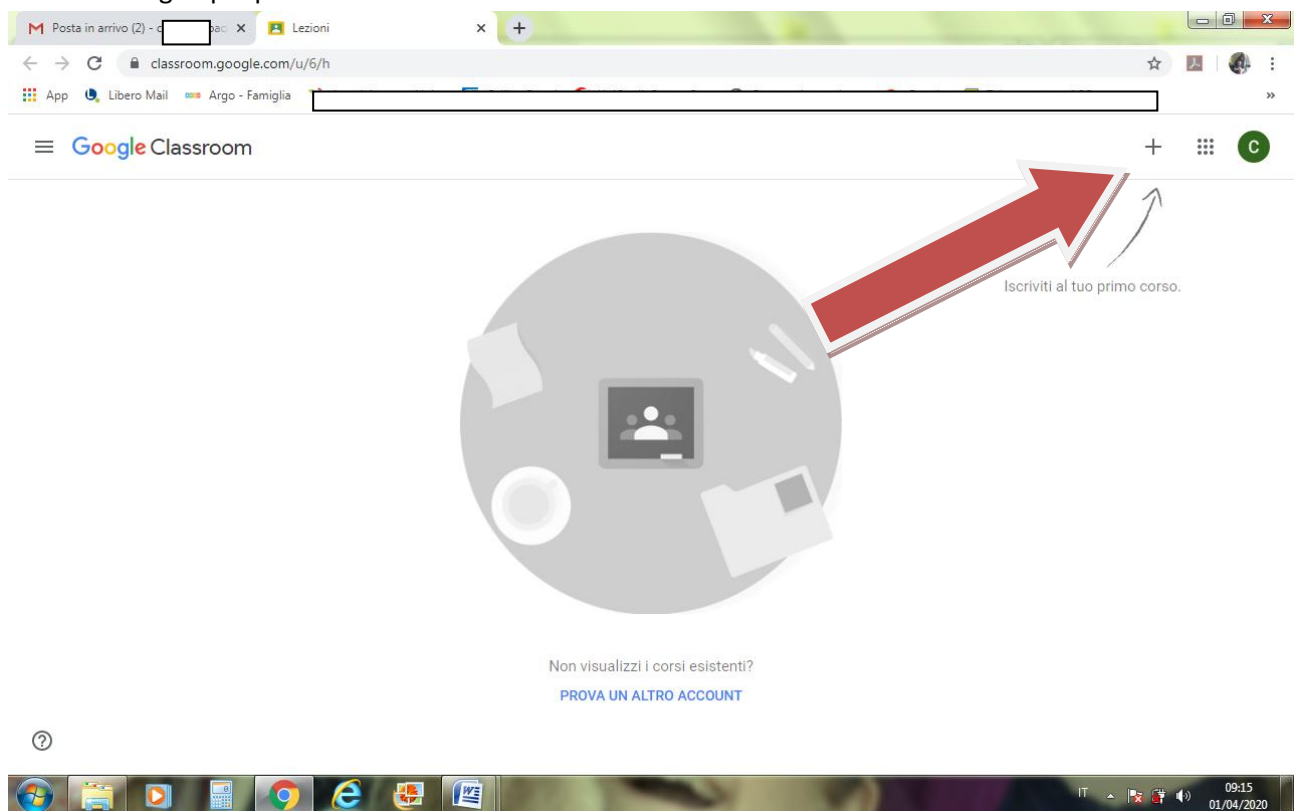 Posta in arrivo (2) -
Lezioni
classroom.google.com/u/6/h
App Libero Mail Argo - Famiglia
»
Google Classroom
C
Iscriviti al tuo primo corso.
Non visualizzi i corsi esistenti?
PROVA UN ALTRO ACCOUNT
IT
09:15
01/04/2020